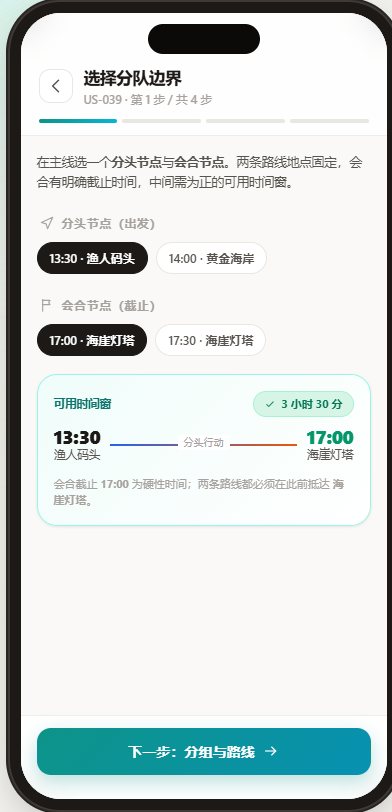 选择分队边界
US-039 · 第 1 步 / 共 4 步
在主线选一个分头节点与会合节点。两条路线地点固定，会
合有明确截止时间，中间需为正的可用时间窗。
分头节点（出发）
13:30 · 渔人码头
14:00 · 黄金海岸
会合节点（截止）
17:00 · 海崖灯塔
17:30 · 海崖灯塔
可用时间窗
3 小时 30 分
13:30
分头行动
17:00
渔人码头
海崖灯塔
会合截止 17:00 为硬性时间；两条路线都必须在此前抵达 海
崖灯塔。
下一步：分组与路线